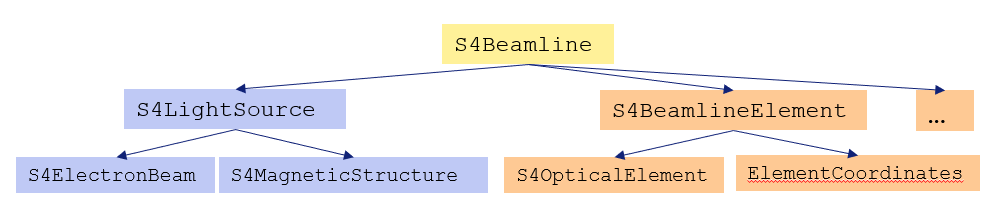 S4Beamline
S4LightSource
S4BeamlineElement
...
S4ElectronBeam
S4MagneticStructure
S4OpticalElement
ElementCoordinates